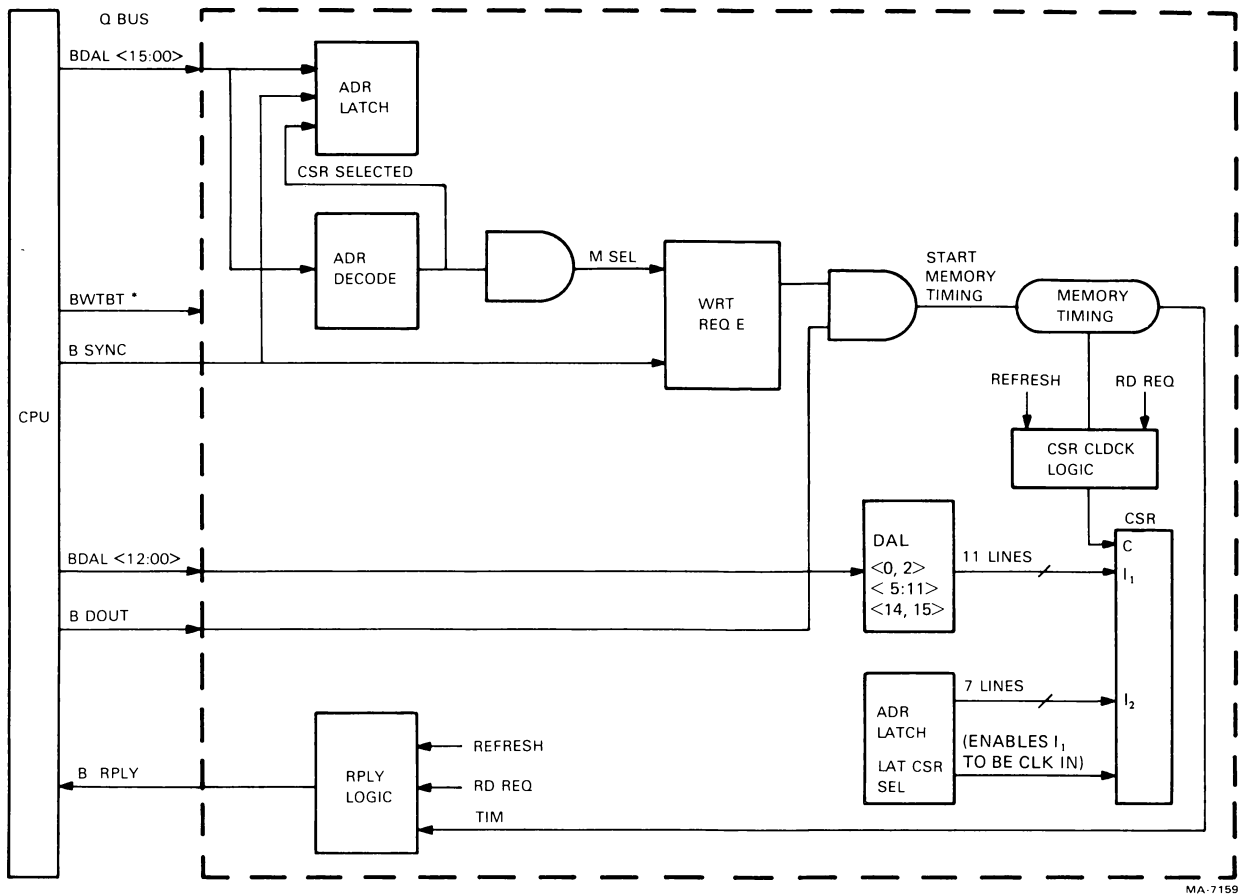 Q BUS
BDAL <15:00>
ADR
LATCH
CSR SELECTED
ADR
DECODE
M SEL
WRT
REQ E
START
MEMORY
TIMING
MEMORY
TIMING
BWTBT *
B SYNC
CPU
REFRESH
RD REQ
CSR CLDCK
LOGIC
CSR
C
I1
I2
BDAL <12:00>
DAL
<0, 2>
< 5:11>
<14, 15>
11 LINES
B DOUT
7 LINES
ADR
LATCH
LAT CSR
SEL
(ENABLES I1
TO BE CLK IN)
B RPLY
RPLY
LOGIC
REFRESH
RD REQ
TIM
MA-7159